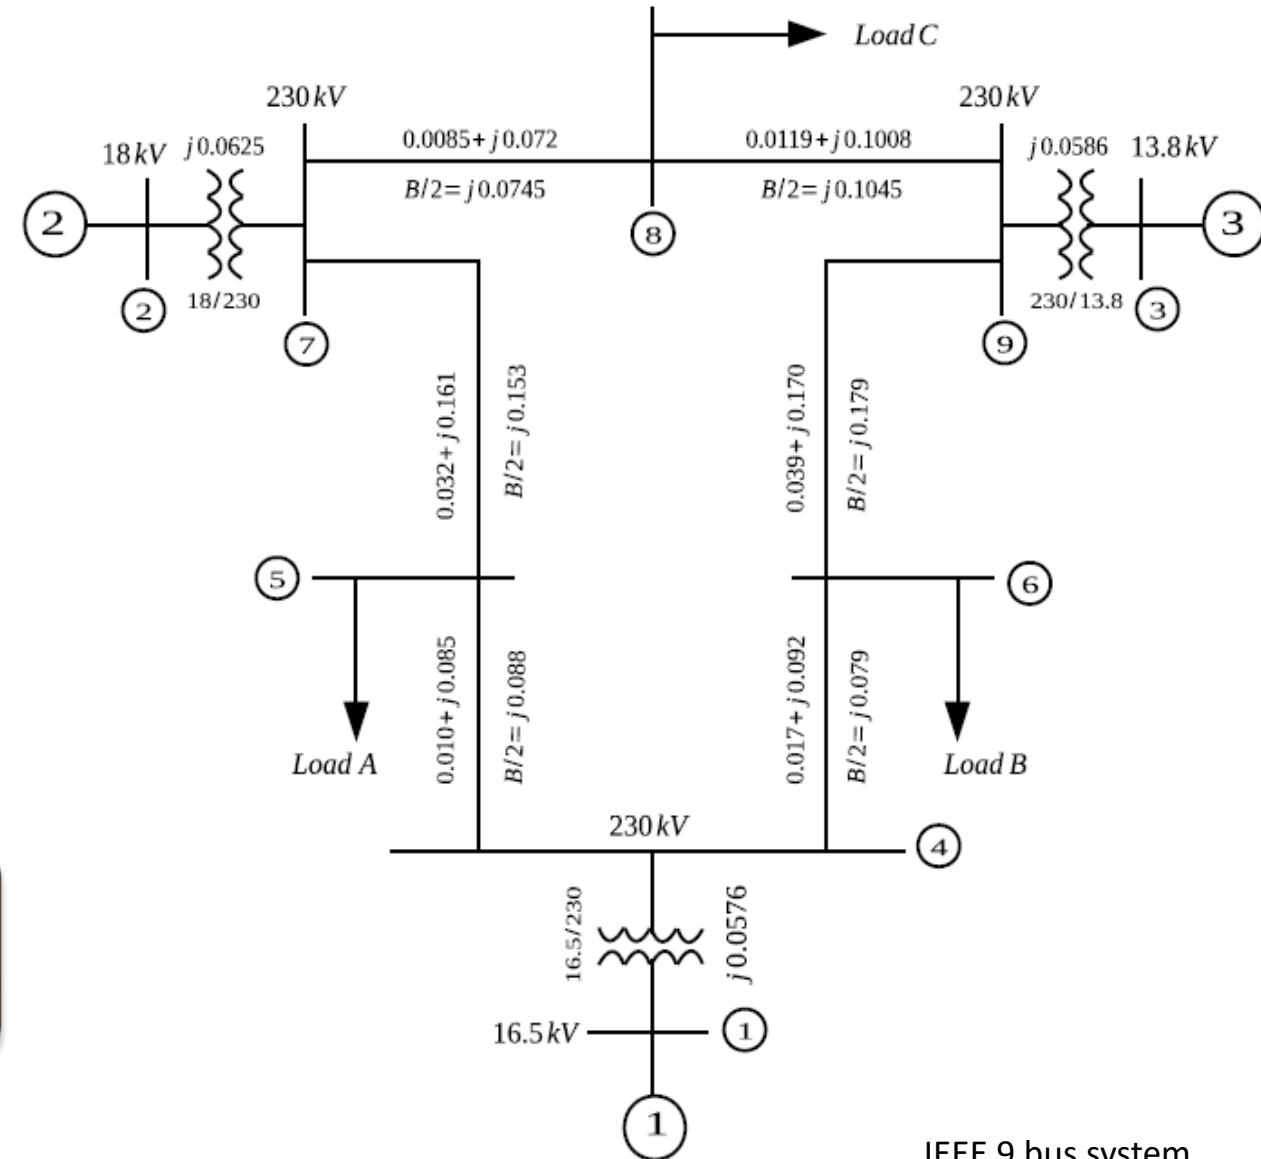 Load C
230 kV
230 kV
0.0085 + j 0.072
0.0119 + j 0.1008
18 kV
j 0.0625
j 0.0586
13.8 kV
B/2 = j 0.0745
B/2 = j 0.1045
2
3
8
18/230
230/13.8
2
3
7
9
0.032 + j 0.161
B/2 = j 0.153
0.039 + j 0.170
B/2 = j 0.179
5
6
0.010 + j 0.085
B/2 = j 0.088
0.017 + j 0.092
B/2 = j 0.079
Load A
Load B
230 kV
4
16.5/230
j 0.0576
16.5 kV
1
1
IEEE 9 bus system